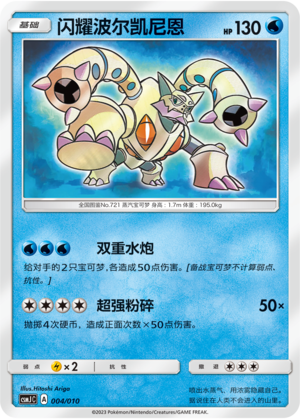 基础 闪耀波尔凯尼恩 HP 130
全国图鉴No.721 蒸汽宝可梦 身高：1.7m 体重：195.0kg
双重水炮
给对手的2只宝可梦，各造成50点伤害。[备战宝可梦不计算弱点、
抗性。]
超强粉碎 50×
抛掷4次硬币，造成正面次数×50点伤害。
弱点 ×2 抗性 撤退
Illus.Hitoshi Ariga
CSMJC A 004/010
喷出水蒸气，用浓雾隐藏自己。
据说生活在人不会进入的山上。
©2023 Pokémon/Nintendo/Creatures/GAME FREAK.